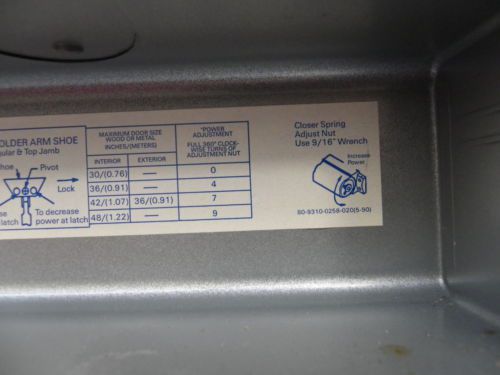 OLDER ARM SHOE
gular & Top Jamb
hoe
Pivot
Lock
se
latch
To decrease
power at latch
MAXIMUM DOOR SIZE
WOOD OR METAL
INCHES/(METERS)
INTERIOR EXTERIOR
*POWER
ADJUSTMENT
FULL 360° CLOCK-
WISE TURNS OF
ADJUSTMENT NUT
30/(0.76) — 0
36/(0.91) — 4
42/(1.07) 36/(0.91) 7
48/(1.22) — 9
Closer Spring
Adjust Nut
Use 9/16" Wrench
Increase
Power
80-9310-0258-020(5-90)